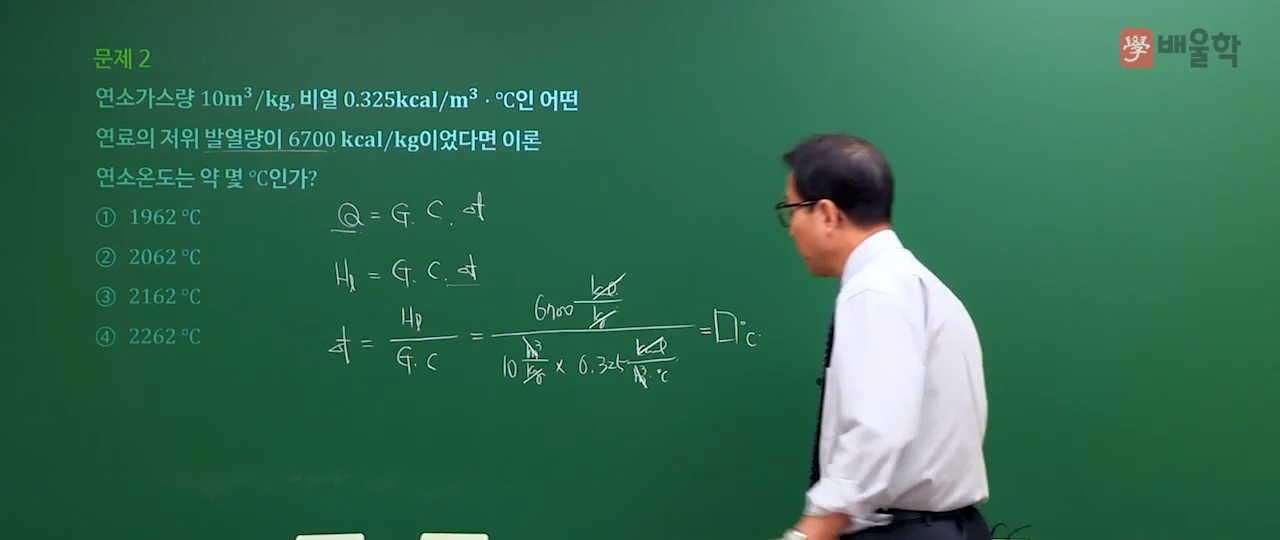 學 배울학
문제 2
연소가스량 10m³/kg, 비열 0.325kcal/m³ · ℃인 어떤
연료의 저위 발열량이 6700 kcal/kg이었다면 이론
연소온도는 약 몇 ℃인가?
① 1962 ℃
② 2062 ℃
③ 2162 ℃
④ 2262 ℃
Q = G. C. Δt
Hl = G. C. Δt
Δt = Hl / G. C = 6700 kcal/kg / 10 m³/kg × 0.325 kcal/m³·℃ = □℃.